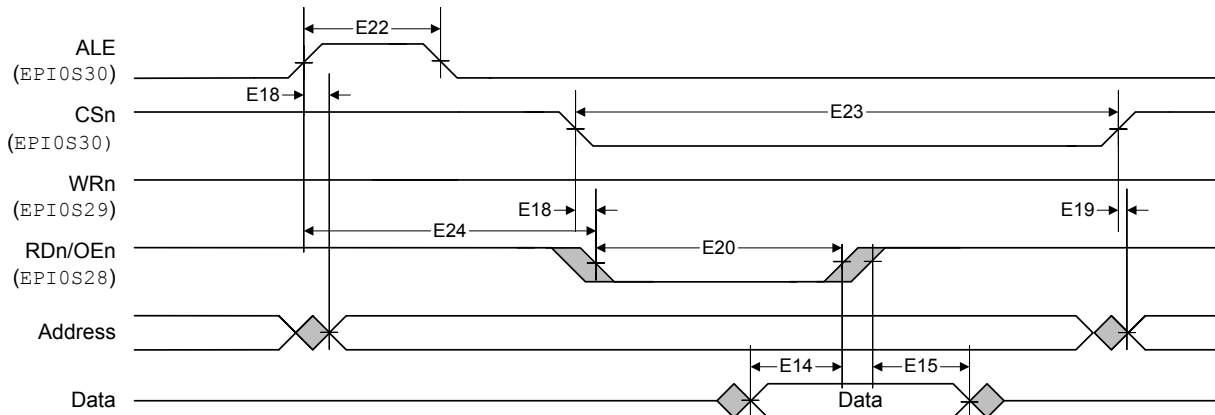 E22
ALE
(EPI0S30)
E18
CSn
E23
(EPI0S30)
WRn
(EPI0S29)
E18
E19
E24
RDn/OEn
E20
(EPI0S28)
Address
E14
E15
Data
Data